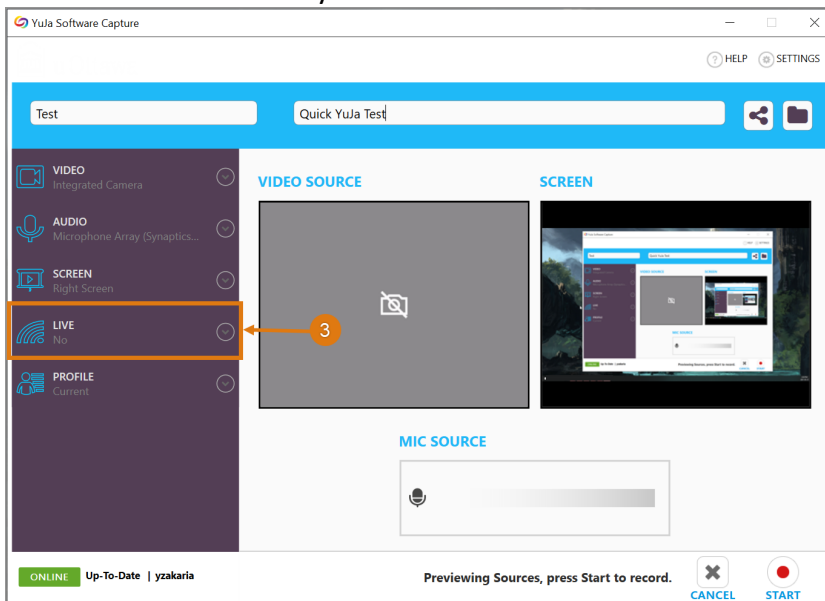 YuJa Software Capture
HELP SETTINGS
Test
Quick YuJa Test
VIDEO
Integrated Camera
AUDIO
Microphone Array (Synaptics...
SCREEN
Right Screen
LIVE
No
PROFILE
Current
VIDEO SOURCE
SCREEN
3
MIC SOURCE
ONLINE Up-To-Date | yzakaria
Previewing Sources, press Start to record.
CANCEL START